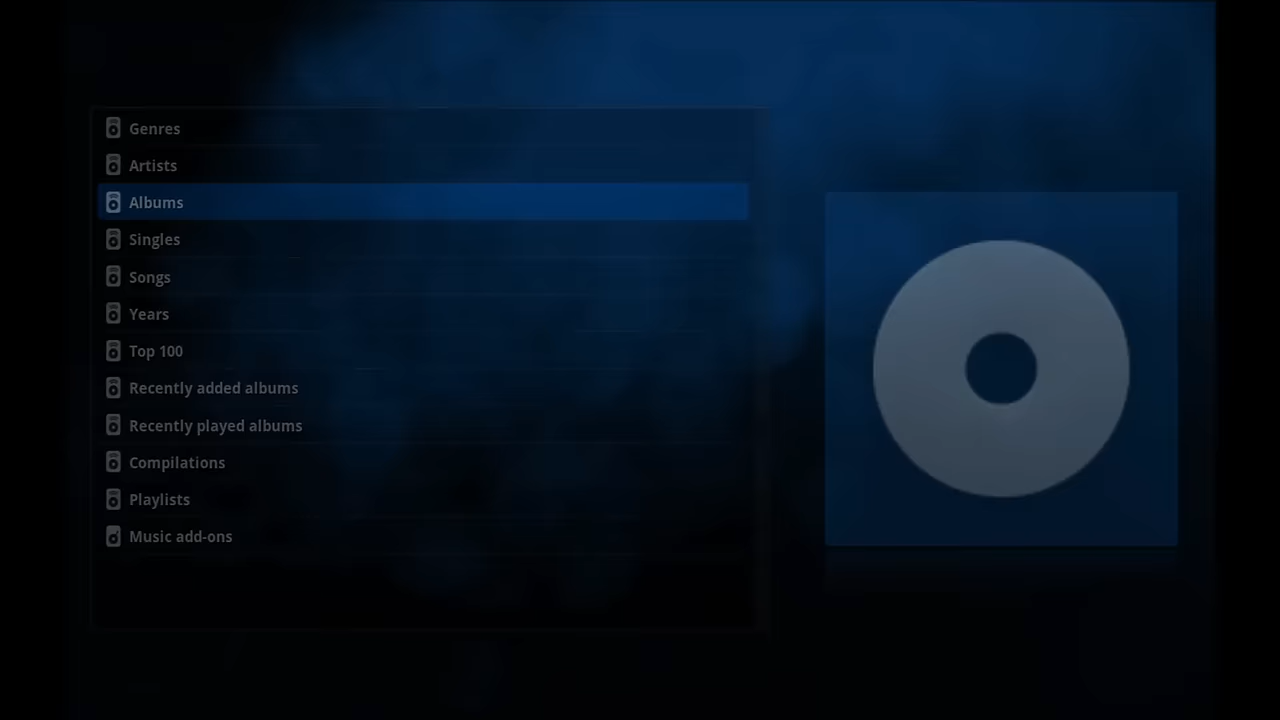 Genres
Artists
Albums
Singles
Songs
Years
Top 100
Recently added albums
Recently played albums
Compilations
Playlists
Music add-ons